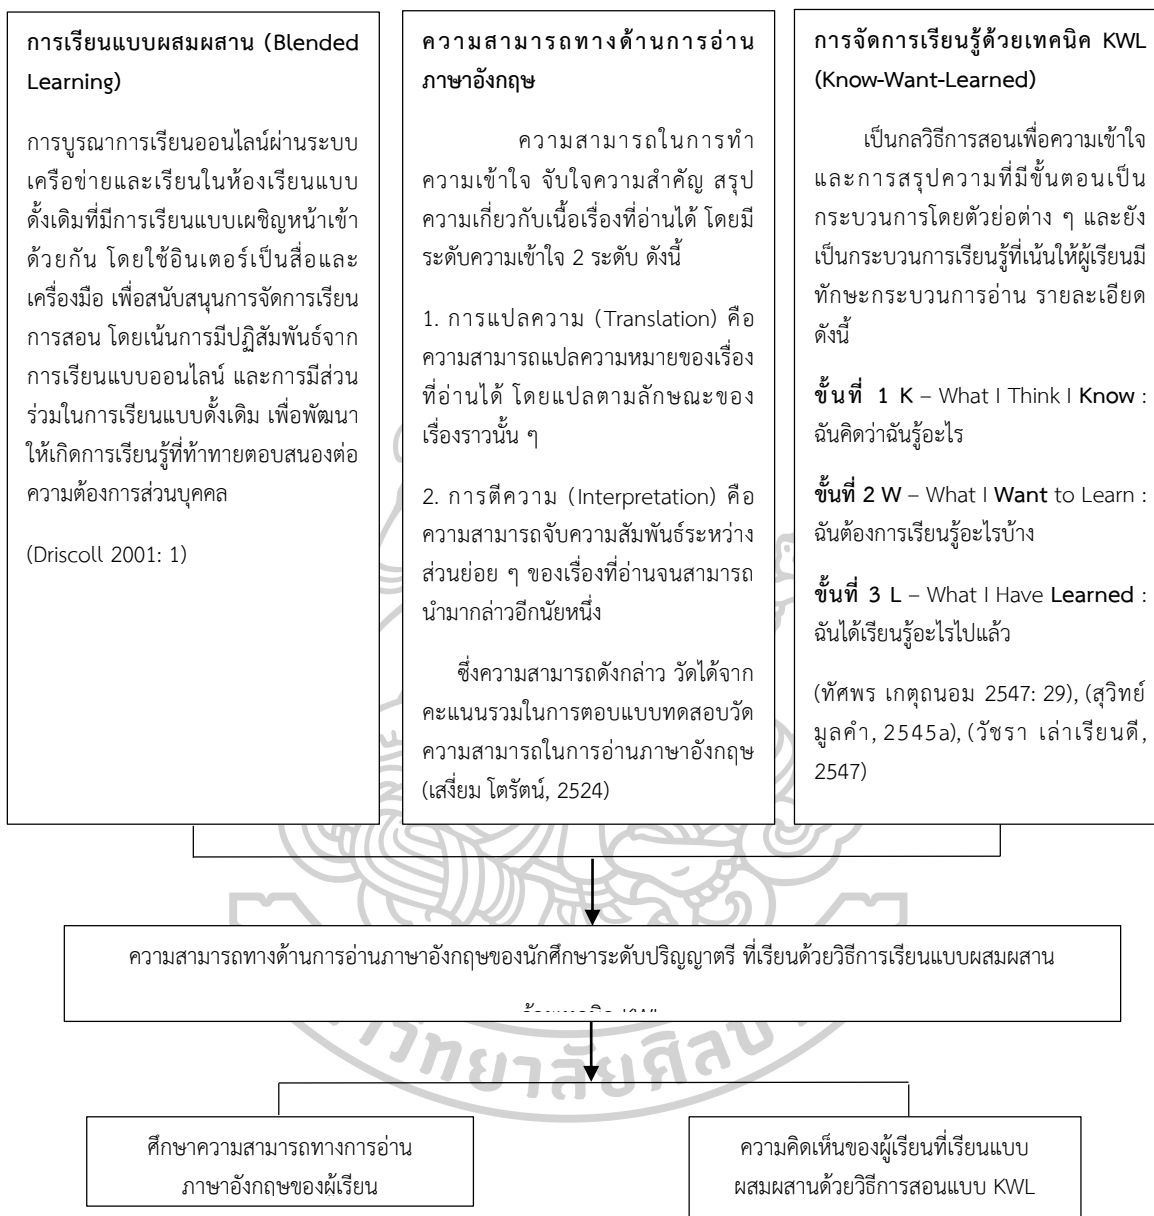 การเรียนแบบผสมผสาน (Blended
Learning)
การบูรณาการเรียนออนไลน์ผ่านระบบ
เครือข่ายและเรียนในห้องเรียนแบบ
ดั้งเดิมที่มีการเรียนแบบเผชิญหน้าเข้า
ด้วยกัน โดยใช้อินเตอร์เป็นสื่อและ
เครื่องมือ เพื่อสนับสนุนการจัดการเรียน
การสอน โดยเน้นการมีปฏิสัมพันธ์จาก
การเรียนแบบออนไลน์ และการมีส่วน
ร่วมในการเรียนแบบดั้งเดิม เพื่อพัฒนา
ให้เกิดการเรียนรู้ที่ท้าทายตอบสนองต่อ
ความต้องการส่วนบุคคล
(Driscoll 2001: 1)
ความสามารถทางด้านการอ่าน
ภาษาอังกฤษ
ความสามารถในการทำ
ความเข้าใจ จับใจความสำคัญ สรุป
ความเกี่ยวกับเนื้อเรื่องที่อ่านได้ โดยมี
ระดับความเข้าใจ 2 ระดับ ดังนี้
1. การแปลความ (Translation) คือ
ความสามารถแปลความหมายของเรื่อง
ที่อ่านได้ โดยแปลตามลักษณะของ
เรื่องราวนั้น ๆ
2. การตีความ (Interpretation) คือ
ความสามารถจับความสัมพันธ์ระหว่าง
ส่วนย่อย ๆ ของเรื่องที่อ่านจนสามารถ
นำมากล่าวอีกนัยหนึ่ง
ซึ่งความสามารถดังกล่าว วัดได้จาก
คะแนนรวมในการตอบแบบทดสอบวัด
ความสามารถในการอ่านภาษาอังกฤษ
(เสงี่ยม โตรัตน์, 2524)
การจัดการเรียนรู้ด้วยเทคนิค KWL
(Know-Want-Learned)
เป็นกลวิธีการสอนเพื่อความเข้าใจ
และการสรุปความที่มีขั้นตอนเป็น
กระบวนการโดยตัวย่อต่าง ๆ และยัง
เป็นกระบวนการเรียนรู้ที่เน้นให้ผู้เรียนมี
ทักษะกระบวนการอ่าน รายละเอียด
ดังนี้
ขั้นที่ 1 K – What I Think I Know :
ฉันคิดว่าฉันรู้อะไร
ขั้นที่ 2 W – What I Want to Learn :
ฉันต้องการเรียนรู้อะไรบ้าง
ขั้นที่ 3 L – What I Have Learned :
ฉันได้เรียนรู้อะไรไปแล้ว
(ทัศพร เกตุถนอม 2547: 29), (สุวิทย์
มูลคำ, 2545a), (วัชรา เล่าเรียนดี,
2547)
ความสามารถทางด้านการอ่านภาษาอังกฤษของนักศึกษาระดับปริญญาตรี ที่เรียนด้วยวิธีการเรียนแบบผสมผสาน
ศึกษาความสามารถทางการอ่าน
ภาษาอังกฤษของผู้เรียน
ความคิดเห็นของผู้เรียนที่เรียนแบบ
ผสมผสานด้วยวิธีการสอนแบบ KWL